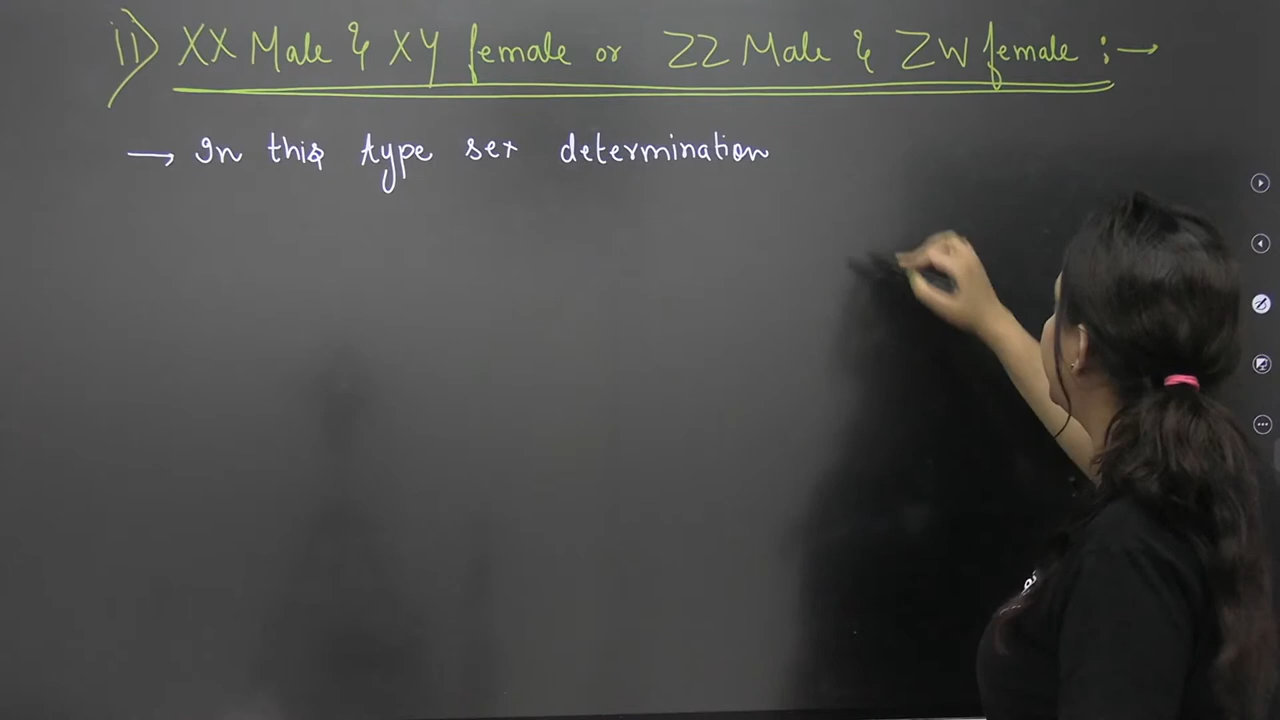 ii) XX Male & XY female or ZZ Male & ZW female :→
→ In this type sex determination